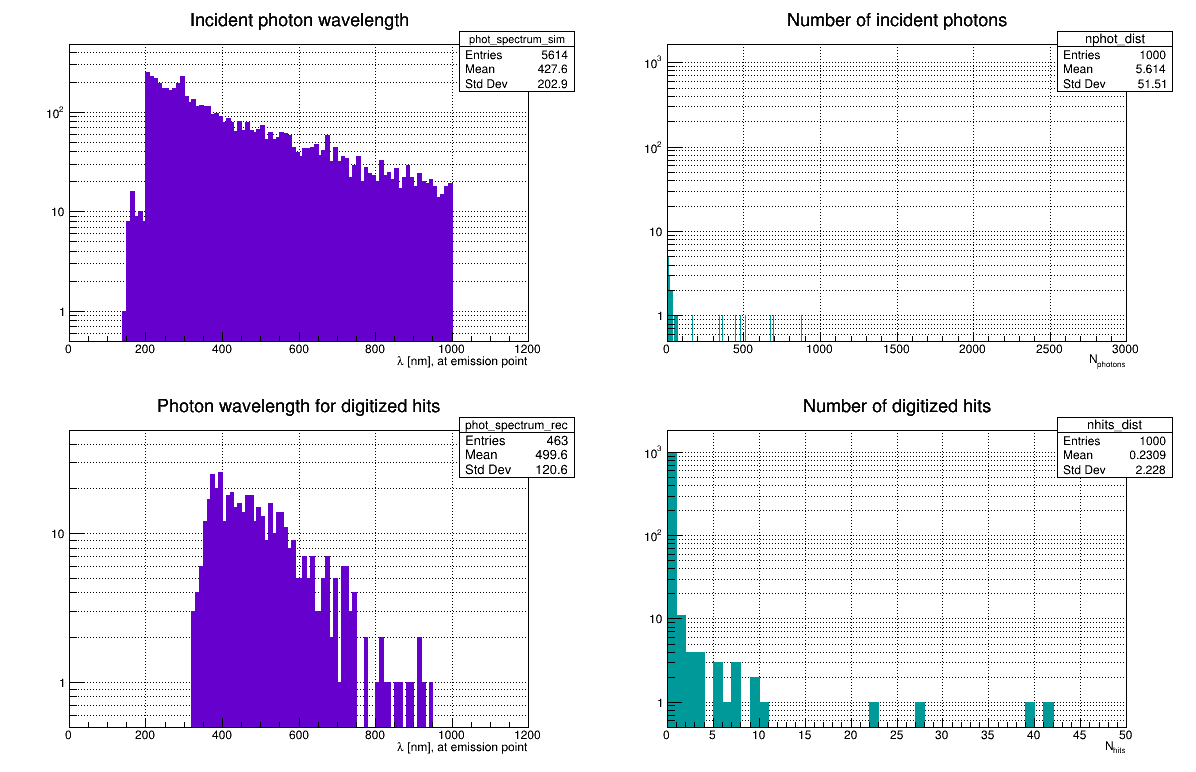 Incident photon wavelength
phot_spectrum_sim
Entries 5614
Mean 427.6
Std Dev 202.9
10²
10
1
0 200 400 600 800 1000 1200
λ [nm], at emission point
Number of incident photons
nphot_dist
Entries 1000
Mean 5.614
Std Dev 51.51
10³
10²
10
1
0 500 1000 1500 2000 2500 3000
N_photons
Photon wavelength for digitized hits
phot_spectrum_rec
Entries 463
Mean 499.6
Std Dev 120.6
10
1
0 200 400 600 800 1000 1200
λ [nm], at emission point
Number of digitized hits
nhits_dist
Entries 1000
Mean 0.2309
Std Dev 2.228
10³
10²
10
1
0 5 10 15 20 25 30 35 40 45 50
N_hits